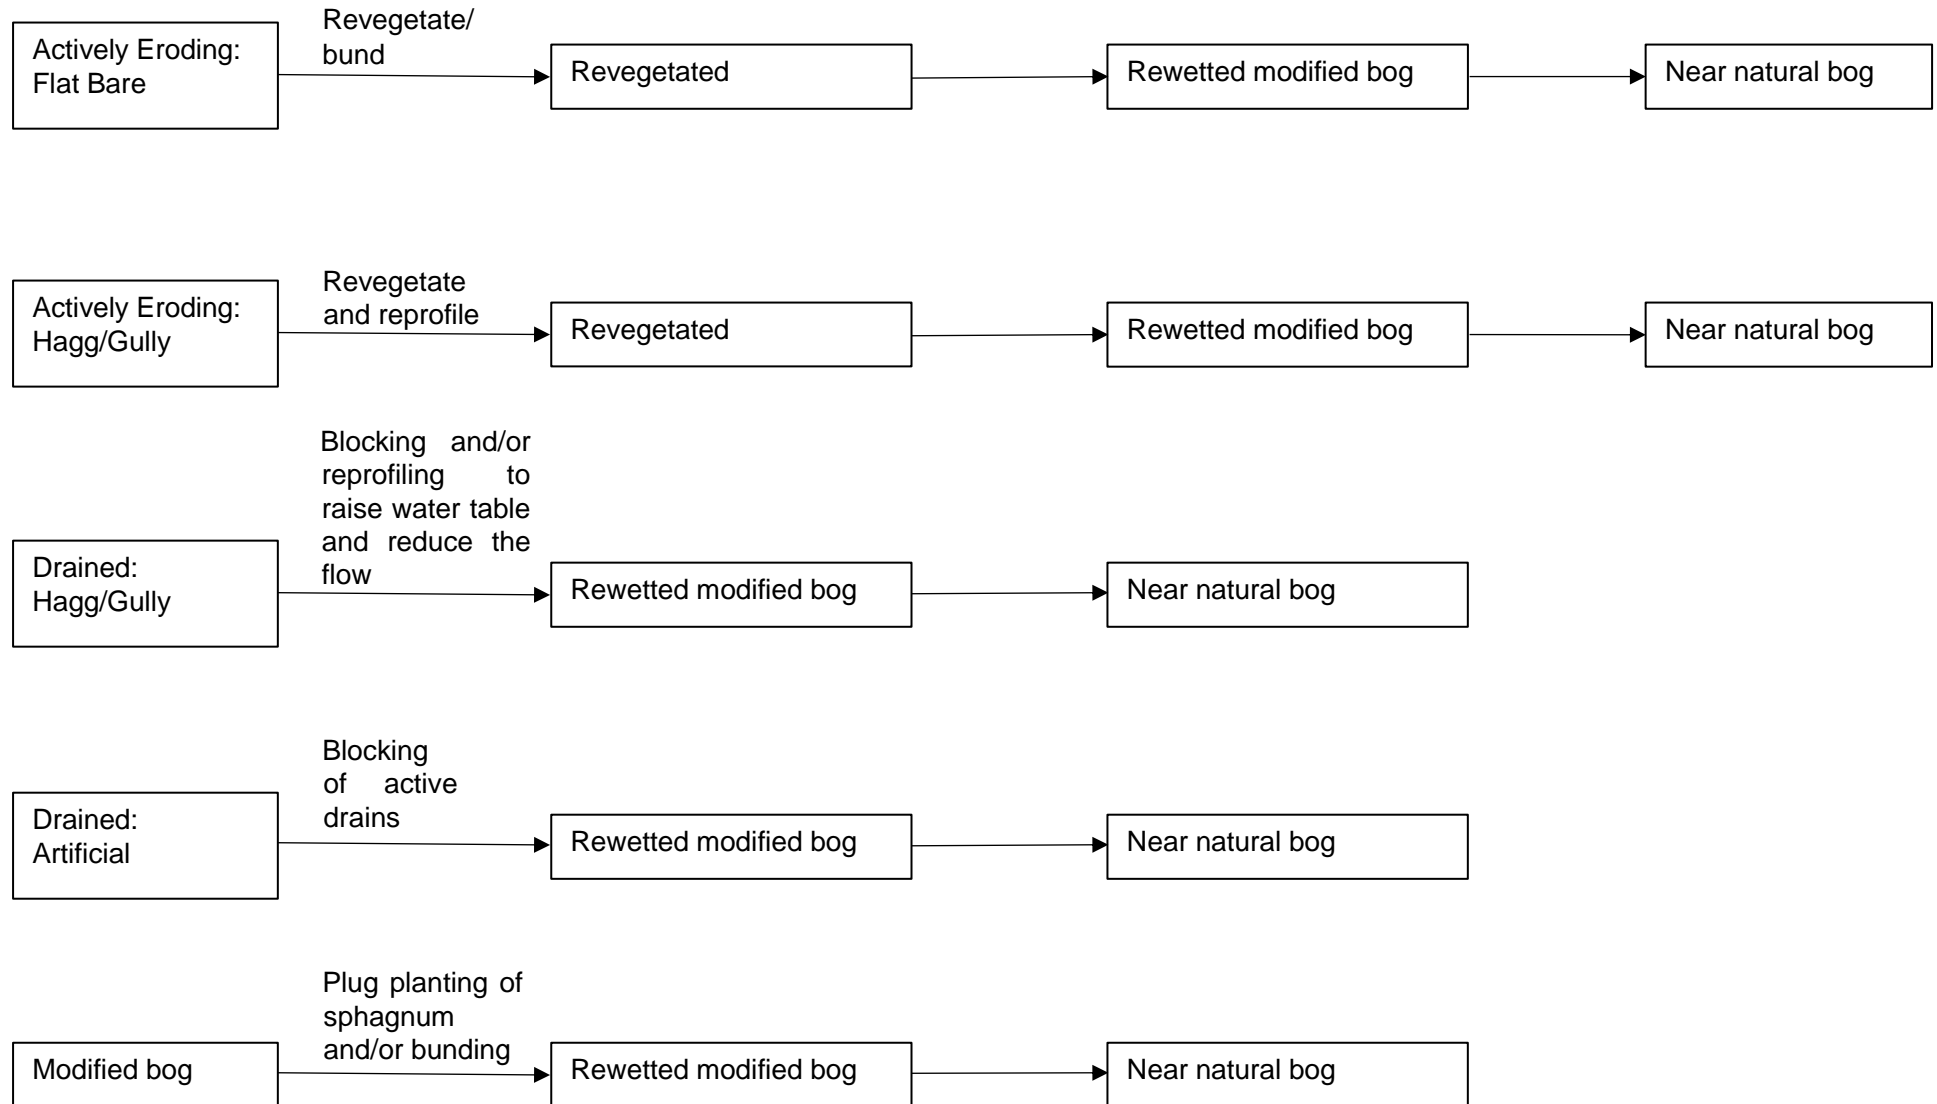 Revegetate/
bund
Actively Eroding:
Flat Bare
Revegetated
Rewetted modified bog
Near natural bog
Revegetate
and reprofile
Actively Eroding:
Hagg/Gully
Revegetated
Rewetted modified bog
Near natural bog
Blocking and/or
reprofiling to
raise water table
and reduce the
flow
Drained:
Hagg/Gully
Rewetted modified bog
Near natural bog
Blocking
of active
drains
Drained:
Artificial
Rewetted modified bog
Near natural bog
Plug planting of
sphagnum
and/or bunding
Modified bog
Rewetted modified bog
Near natural bog